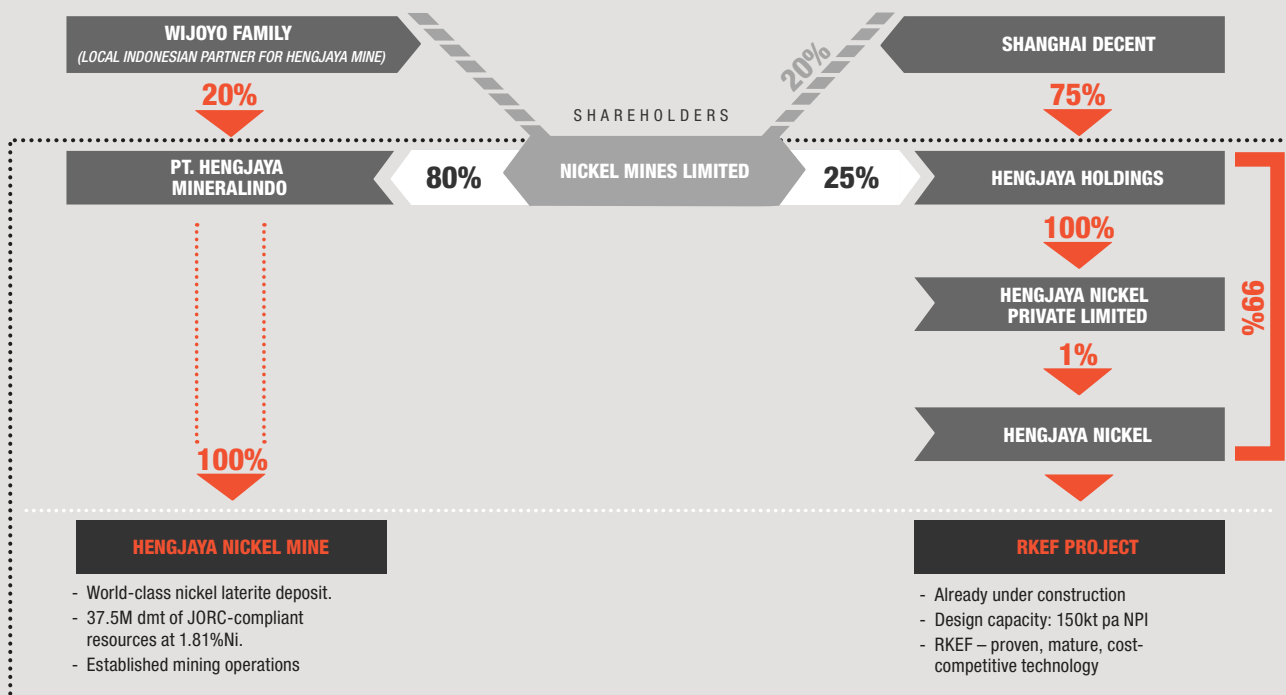 WIJOYO FAMILY
(LOCAL INDONESIAN PARTNER FOR HENGJAYA MINE)
SHANGHAI DECENT
20%
20%
75%
SHAREHOLDERS
PT. HENGJAYA
MINERALINDO
80%
NICKEL MINES LIMITED
25%
HENGJAYA HOLDINGS
100%
HENGJAYA NICKEL
PRIVATE LIMITED
99%
1%
HENGJAYA NICKEL
100%
HENGJAYA NICKEL MINE
- World-class nickel laterite deposit.
- 37.5M dmt of JORC-compliant
resources at 1.81%Ni.
- Established mining operations
RKEF PROJECT
- Already under construction
- Design capacity: 150kt pa NPI
- RKEF – proven, mature, cost-
competitive technology